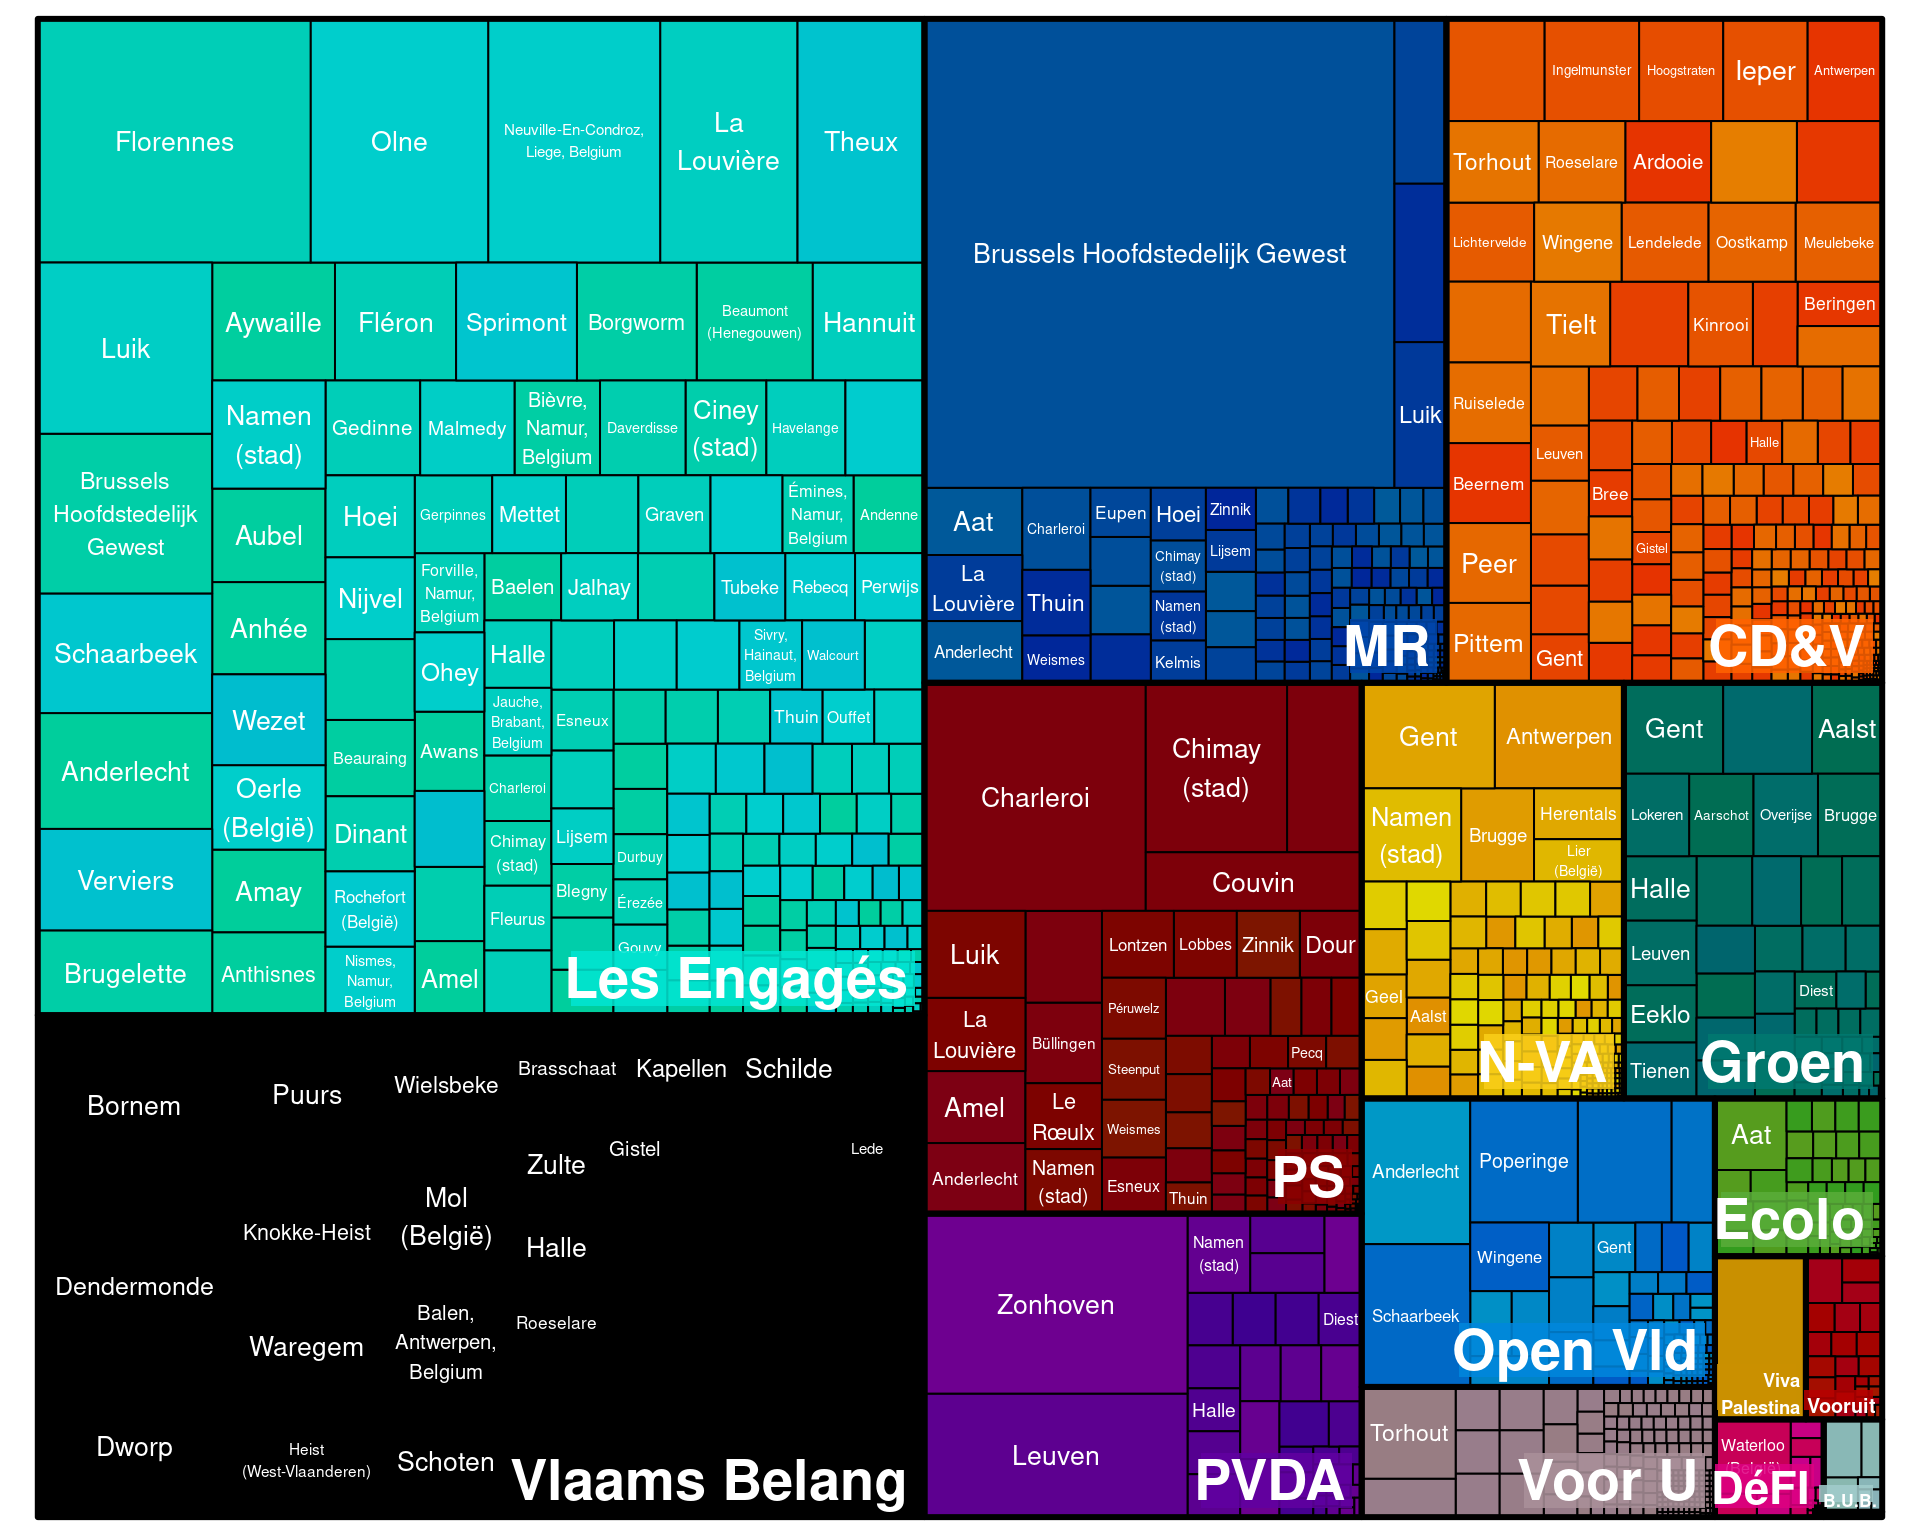 Florennes
Olne
Neuville-En-Condroz,
Liege, Belgium
La
Louvière
Theux
Luik
Aywaille
Fléron
Sprimont
Borgworm
Beaumont
(Henegouwen)
Hannuit
Brussels
Hoofdstedelijk
Gewest
Namen
(stad)
Gedinne
Malmedy
Bièvre,
Namur,
Belgium
Daverdisse
Ciney
(stad)
Havelange
Aubel
Hoei
Gerpinnes
Mettet
Graven
Émines,
Namur,
Belgium
Andenne
Schaarbeek
Anhée
Nijvel
Forville,
Namur,
Belgium
Baelen
Jalhay
Tubeke
Rebecq
Perwijs
Ohey
Halle
Sivry,
Hainaut,
Belgium
Walcourt
Anderlecht
Wezet
Beauraing
Awans
Jauche,
Brabant,
Belgium
Esneux
Thuin
Ouffet
Oerle
(België)
Dinant
Charleroi
Chimay
(stad)
Lijsem
Durbuy
Verviers
Amay
Rochefort
(België)
Fleurus
Blegny
Érezée
Gouvy
Brugelette
Anthisnes
Nismes,
Namur,
Belgium
Amel
Les Engagés
Bornem
Puurs
Wielsbeke
Brasschaat
Kapellen
Schilde
Zulte
Gistel
Lede
Knokke-Heist
Mol
(België)
Halle
Dendermonde
Waregem
Balen,
Antwerpen,
Belgium
Roeselare
Dworp
Heist
(West-Vlaanderen)
Schoten
Vlaams Belang
Brussels Hoofdstedelijk Gewest
Luik
Aat
Charleroi
Eupen
Hoei
Zinnik
Lijsem
La
Louvière
Thuin
Chimay
(stad)
Namen
(stad)
Anderlecht
Weismes
Kelmis
MR
Ingelmunster
Hoogstraten
Ieper
Antwerpen
Torhout
Roeselare
Ardooie
Lichtervelde
Wingene
Lendelede
Oostkamp
Meulebeke
Tielt
Kinrooi
Beringen
Ruiselede
Leuven
Halle
Beernem
Bree
Gistel
Peer
Pittem
Gent
CD&V
Charleroi
Chimay
(stad)
Couvin
Luik
Lontzen
Lobbes
Zinnik
Dour
La
Louvière
Büllingen
Péruwelz
Steenput
Pecq
Aat
Amel
Le
Rœulx
Weismes
Anderlecht
Namen
(stad)
Esneux
Thuin
PS
Gent
Antwerpen
Namen
(stad)
Brugge
Herentals
Lier
(België)
Geel
Aalst
N-VA
Gent
Aalst
Lokeren
Aarschot
Overijse
Brugge
Halle
Leuven
Diest
Eeklo
Tienen
Groen
Zonhoven
Namen
(stad)
Diest
Halle
Leuven
PVDA
Anderlecht
Poperinge
Wingene
Gent
Schaarbeek
Open Vld
Aat
Ecolo
Viva
Palestina
Vooruit
Torhout
Voor U
Waterloo
(België)
DéFI
B.U.B.